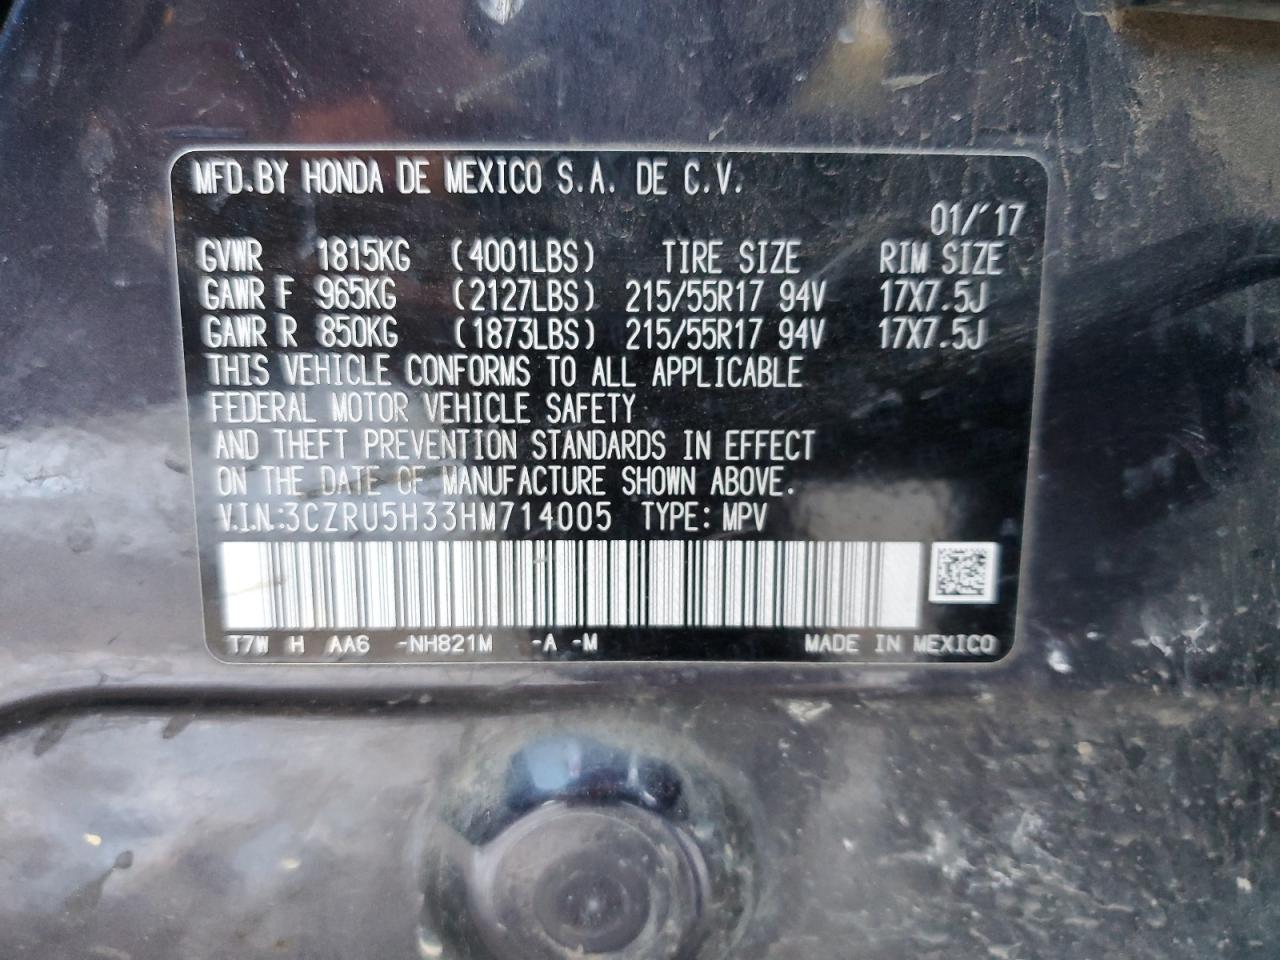 MFD.BY HONDA DE MEXICO S.A. DE C.V.
01/'17
GVWR 1815KG (4001LBS) TIRE SIZE RIM SIZE
GAWR F 965KG (2127LBS) 215/55R17 94V 17X7.5J
GAWR R 850KG (1873LBS) 215/55R17 94V 17X7.5J
THIS VEHICLE CONFORMS TO ALL APPLICABLE
FEDERAL MOTOR VEHICLE SAFETY
AND THEFT PREVENTION STANDARDS IN EFFECT
ON THE DATE OF MANUFACTURE SHOWN ABOVE.
V.I.N.:3CZRU5H33HM714005 TYPE: MPV
T7W H AA6 -NH821M -A -M MADE IN MEXICO